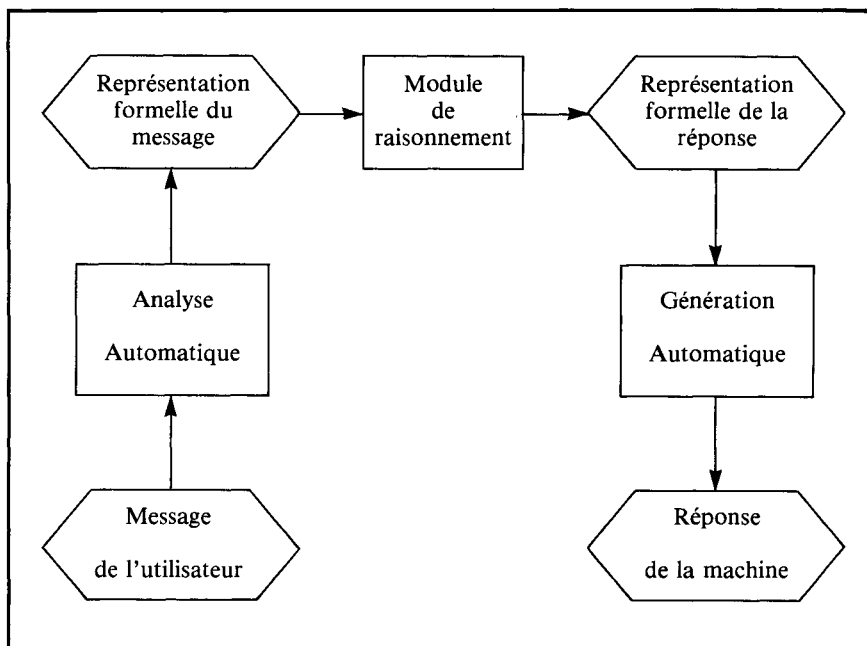 Représentation
formelle du
message
Module
de
raisonnement
Représentation
formelle de la
réponse
Analyse
Automatique
Génération
Automatique
Message
de l'utilisateur
Réponse
de la machine